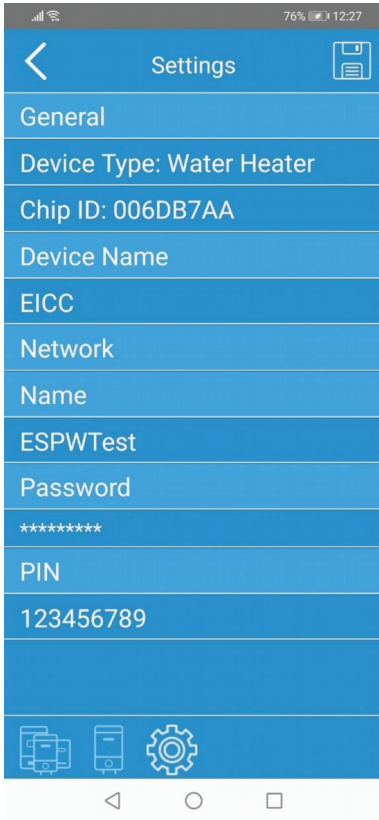 76% 12:27
Settings
General
Device Type: Water Heater
Chip ID: 006DB7AA
Device Name
EICC
Network
Name
ESPWTest
Password
*********
PIN
123456789